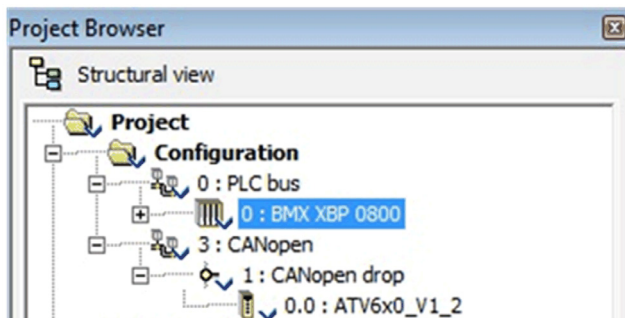 Project Browser
Structural view
Project
Configuration
0 : PLC bus
0 : BMX XBP 0800
3 : CANopen
1 : CANopen drop
0.0 : ATV6x0_V1_2